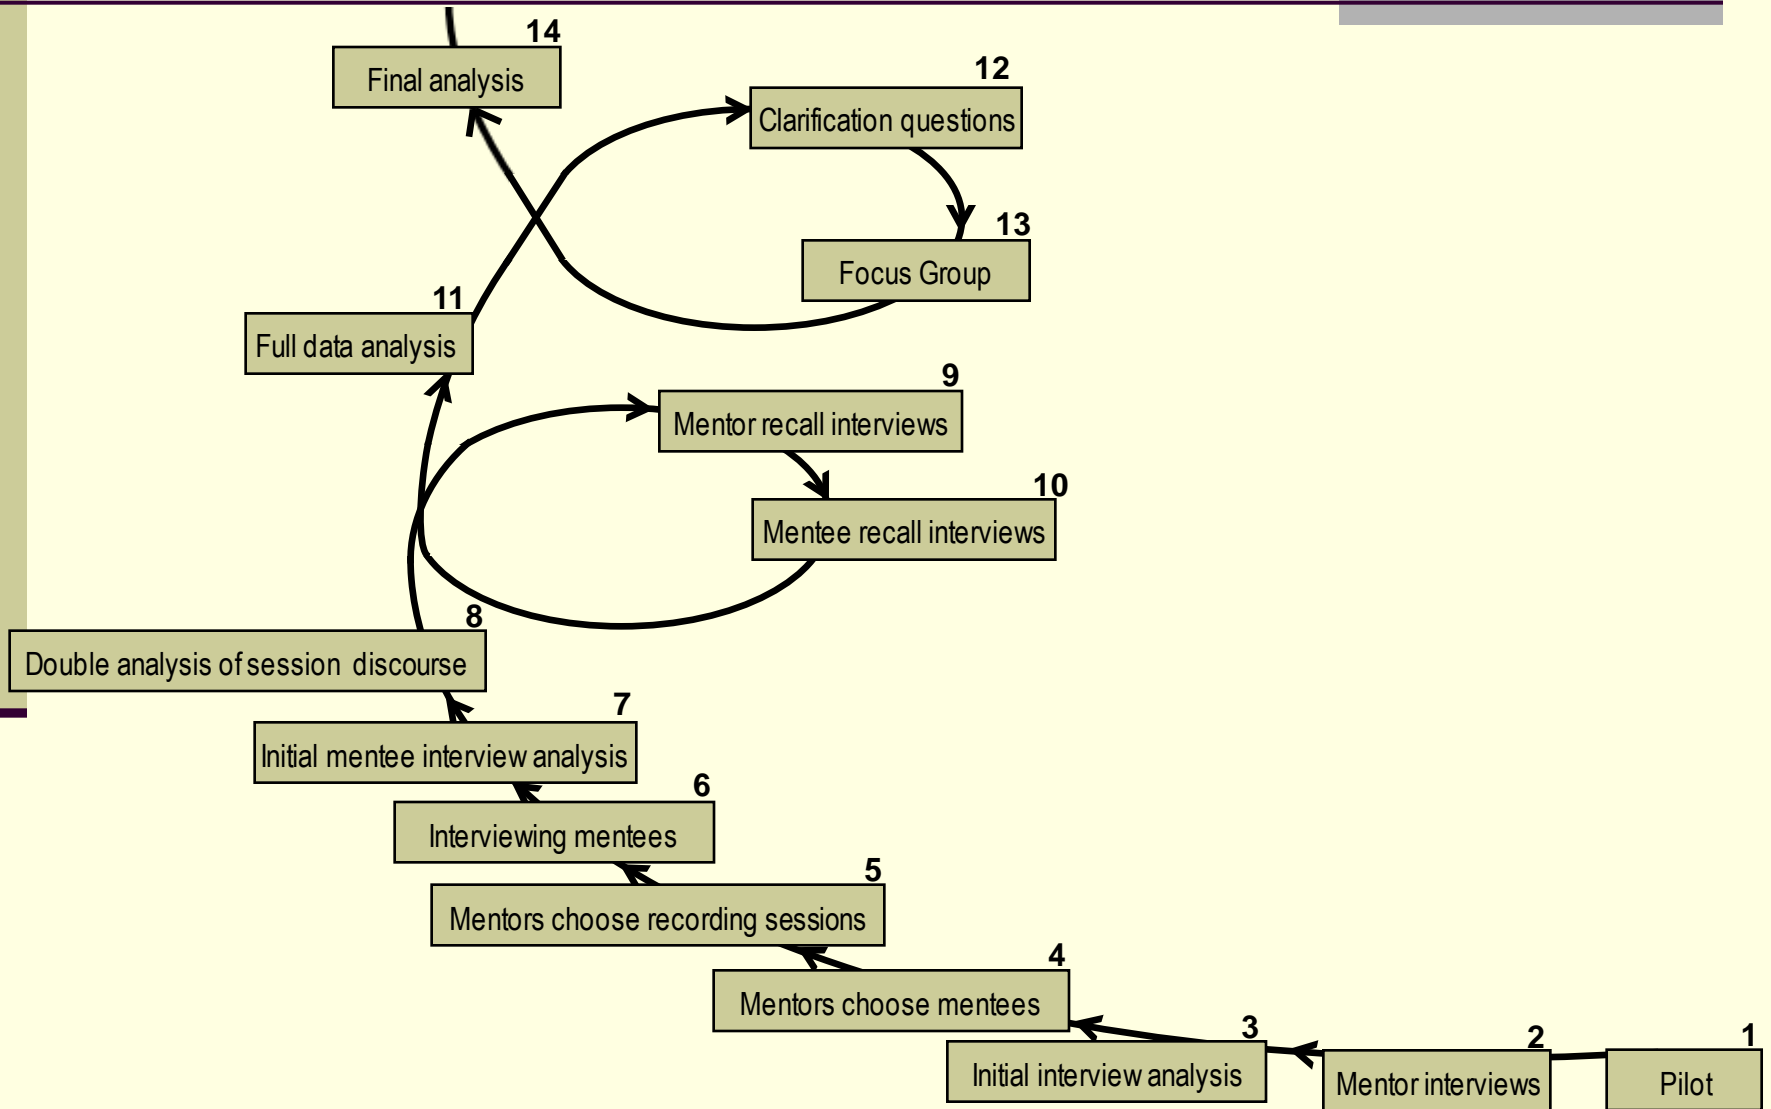 14
Final analysis
12
Clarification questions
13
Focus Group
11
Full data analysis
9
Mentor recall interviews
10
Mentee recall interviews
8
Double analysis of session discourse
7
Initial mentee interview analysis
6
Interviewing mentees
5
Mentors choose recording sessions
4
Mentors choose mentees
3
Initial interview analysis
2
Mentor interviews
1
Pilot